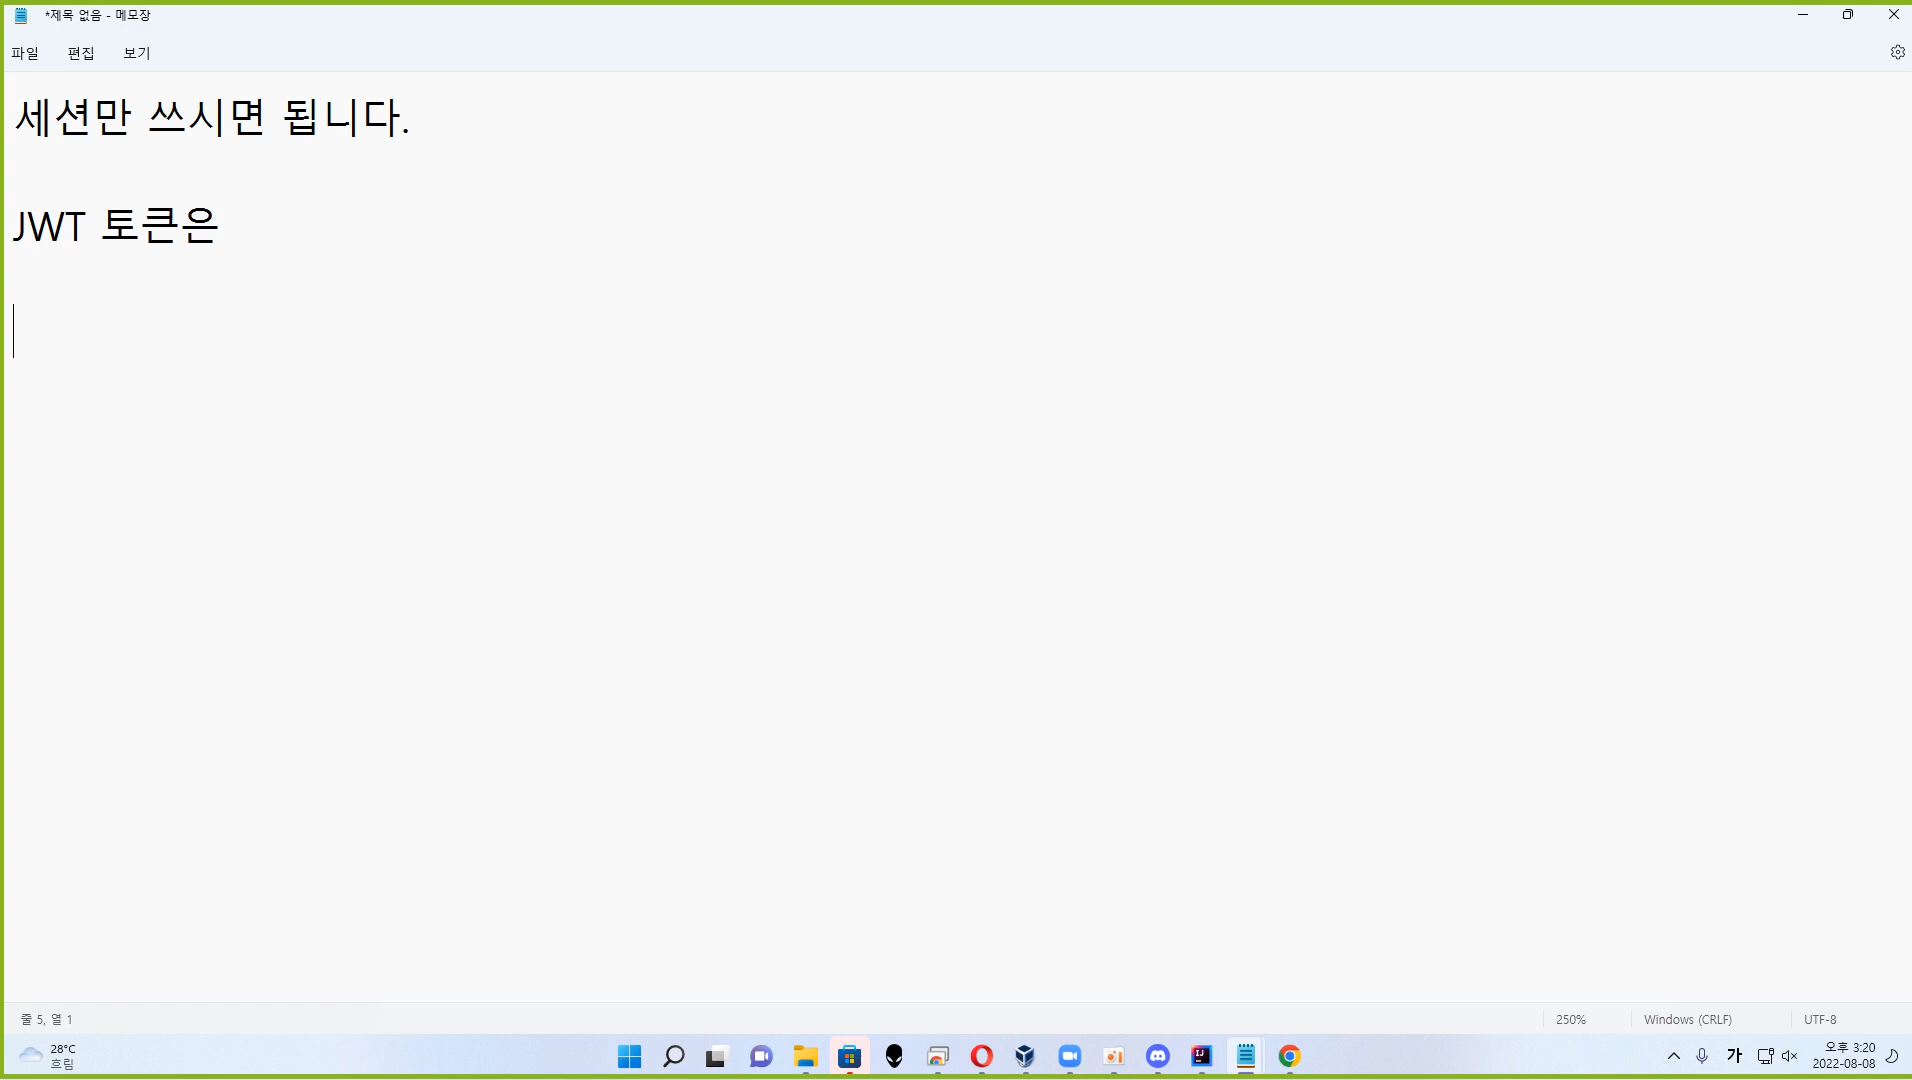 *제목 없음 - 메모장
파일 편집 보기
세션만 쓰시면 됩니다.
JWT 토큰은
줄 5, 열 1
250%
Windows (CRLF)
UTF-8
28°C
흐림
가
오후 3:20
2022-08-08